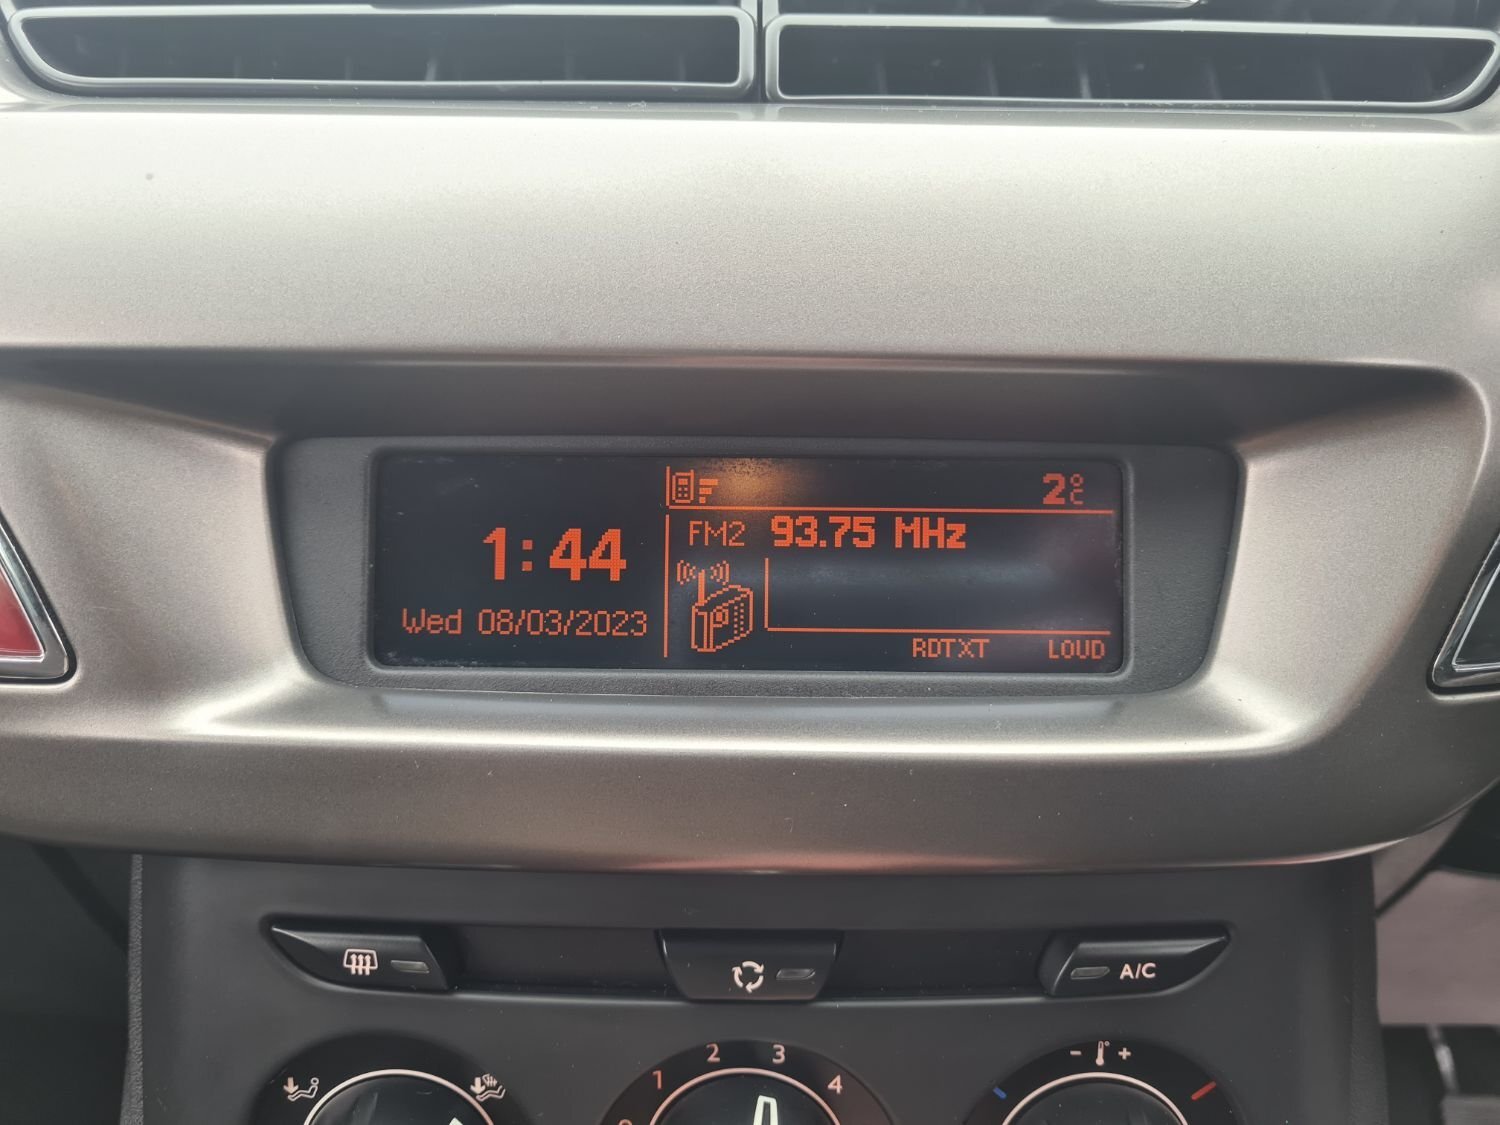 2°C
FM2 93.75 MHz
1:44
Wed 08/03/2023
RDTXT LOUD
A/C
1 2 3 4
- +